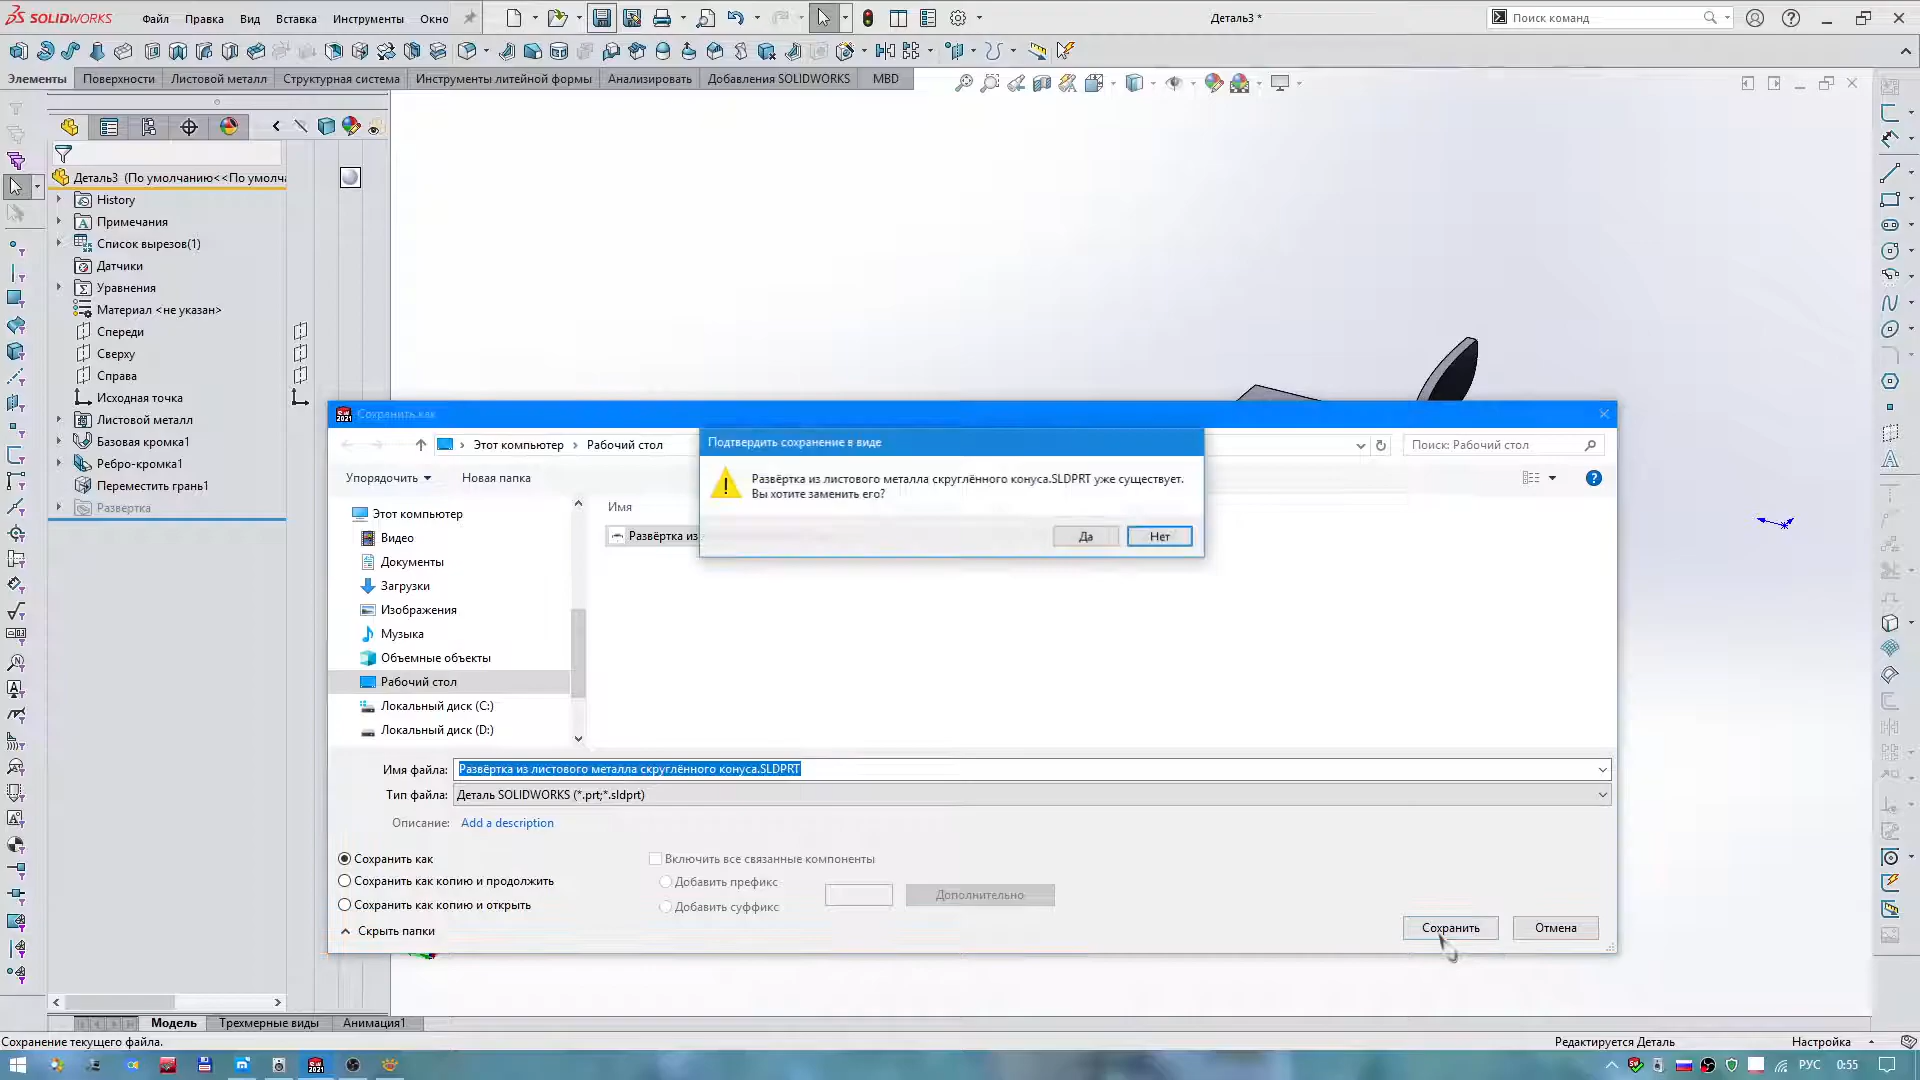 SOLIDWORKS
Файл Правка Вид Вставка Инструменты Окно
Деталь3 *
Поиск команд
Элементы Поверхности Листовой металл Структурная система Инструменты литейной формы Анализировать Добавления SOLIDWORKS MBD
Деталь3 (По умолчанию<<По умолч
History
Примечания
Список вырезов(1)
Датчики
Уравнения
Материал <не указан>
Спереди
Сверху
Справа
Исходная точка
Листовой металл
Базовая кромка1
Ребро-кромка1
Переместить грань1
Развертка
Сохранить как
Этот компьютер › Рабочий стол
Поиск: Рабочий стол
Упорядочить Новая папка
Этот компьютер
Видео
Документы
Загрузки
Изображения
Музыка
Объемные объекты
Рабочий стол
Локальный диск (C:)
Локальный диск (D:)
Имя
Развёртка из
Подтвердить сохранение в виде
Развёртка из листового металла скруглённого конуса.SLDPRT уже существует.
Вы хотите заменить его?
Да Нет
Имя файла: Развёртка из листового металла скруглённого конуса.SLDPRT
Тип файла: Деталь SOLIDWORKS (*.prt;*.sldprt)
Описание: Add a description
Сохранить как
Сохранить как копию и продолжить
Сохранить как копию и открыть
Включить все связанные компоненты
Добавить префикс
Добавить суффикс
Дополнительно
Скрыть папки
Сохранить Отмена
Модель Трехмерные виды Анимация1
Сохранение текущего файла.
Редактируется Деталь
Настройка
2021
РУС 0:55